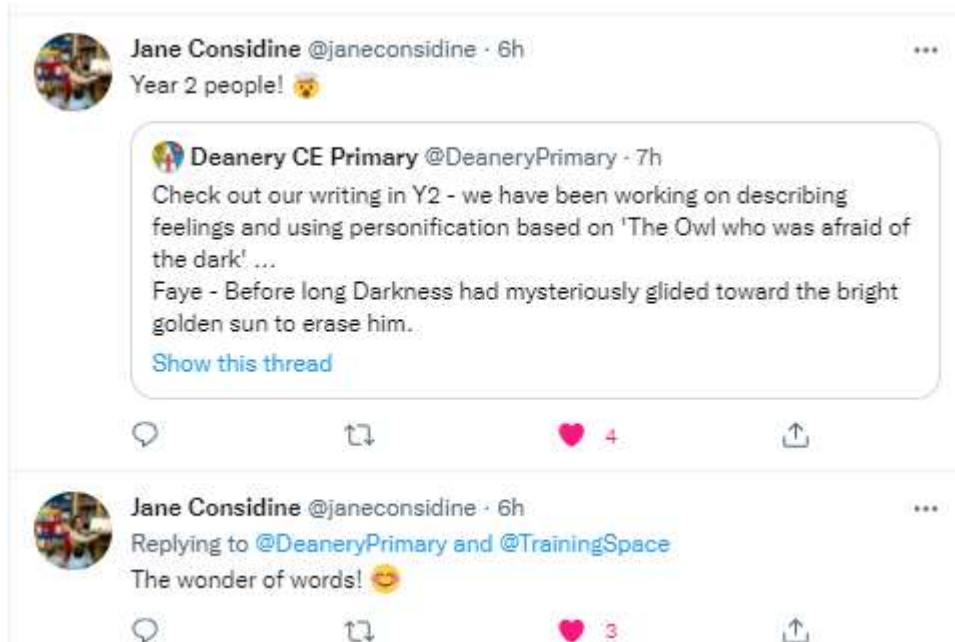 Jane Considine @janeconsidine · 6h
Year 2 people! 🤯
Deanery CE Primary @DeaneryPrimary · 7h
Check out our writing in Y2 - we have been working on describing
feelings and using personification based on 'The Owl who was afraid of
the dark' ...
Faye - Before long Darkness had mysteriously glided toward the bright
golden sun to erase him.
Show this thread
4
Jane Considine @janeconsidine · 6h
Replying to @DeaneryPrimary and @TrainingSpace
The wonder of words! 😊
3